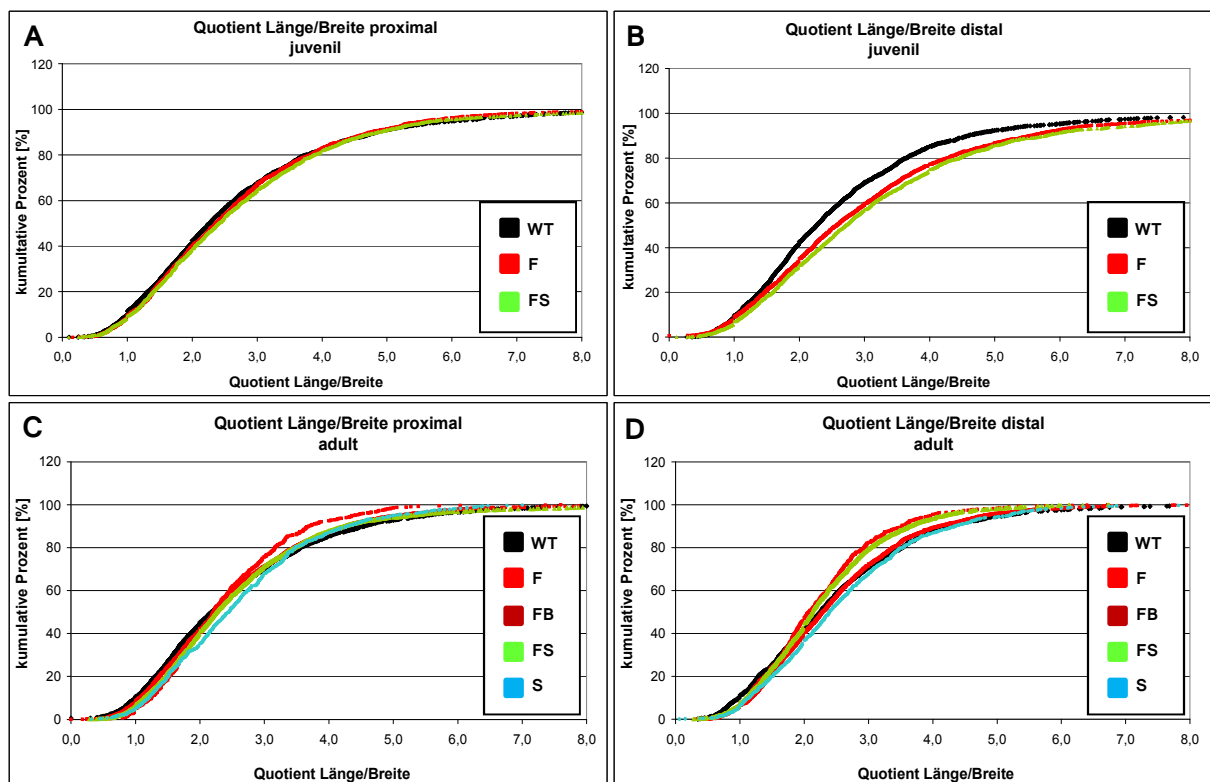 A
Quotient Länge/Breite proximal
juvenil
kumultative Prozent [%]
120
100
80
60
40
20
0
0,0 1,0 2,0 3,0 4,0 5,0 6,0 7,0 8,0
Quotient Länge/Breite
WT
F
FS
B
Quotient Länge/Breite distal
juvenil
kumulative Prozent [%]
120
100
80
60
40
20
0
0,0 1,0 2,0 3,0 4,0 5,0 6,0 7,0 8,0
Quotient Länge/Breite
WT
F
FS
C
Quotient Länge/Breite proximal
adult
kumulative Prozent [%]
120
100
80
60
40
20
0
0,0 1,0 2,0 3,0 4,0 5,0 6,0 7,0 8,0
Quotient Länge/Breite
WT
F
FB
FS
S
D
Quotient Länge/Breite distal
adult
kumulative Prozent [%]
120
100
80
60
40
20
0
0,0 1,0 2,0 3,0 4,0 5,0 6,0 7,0 8,0
Quotient Länge/Breite
WT
F
FB
FS
S